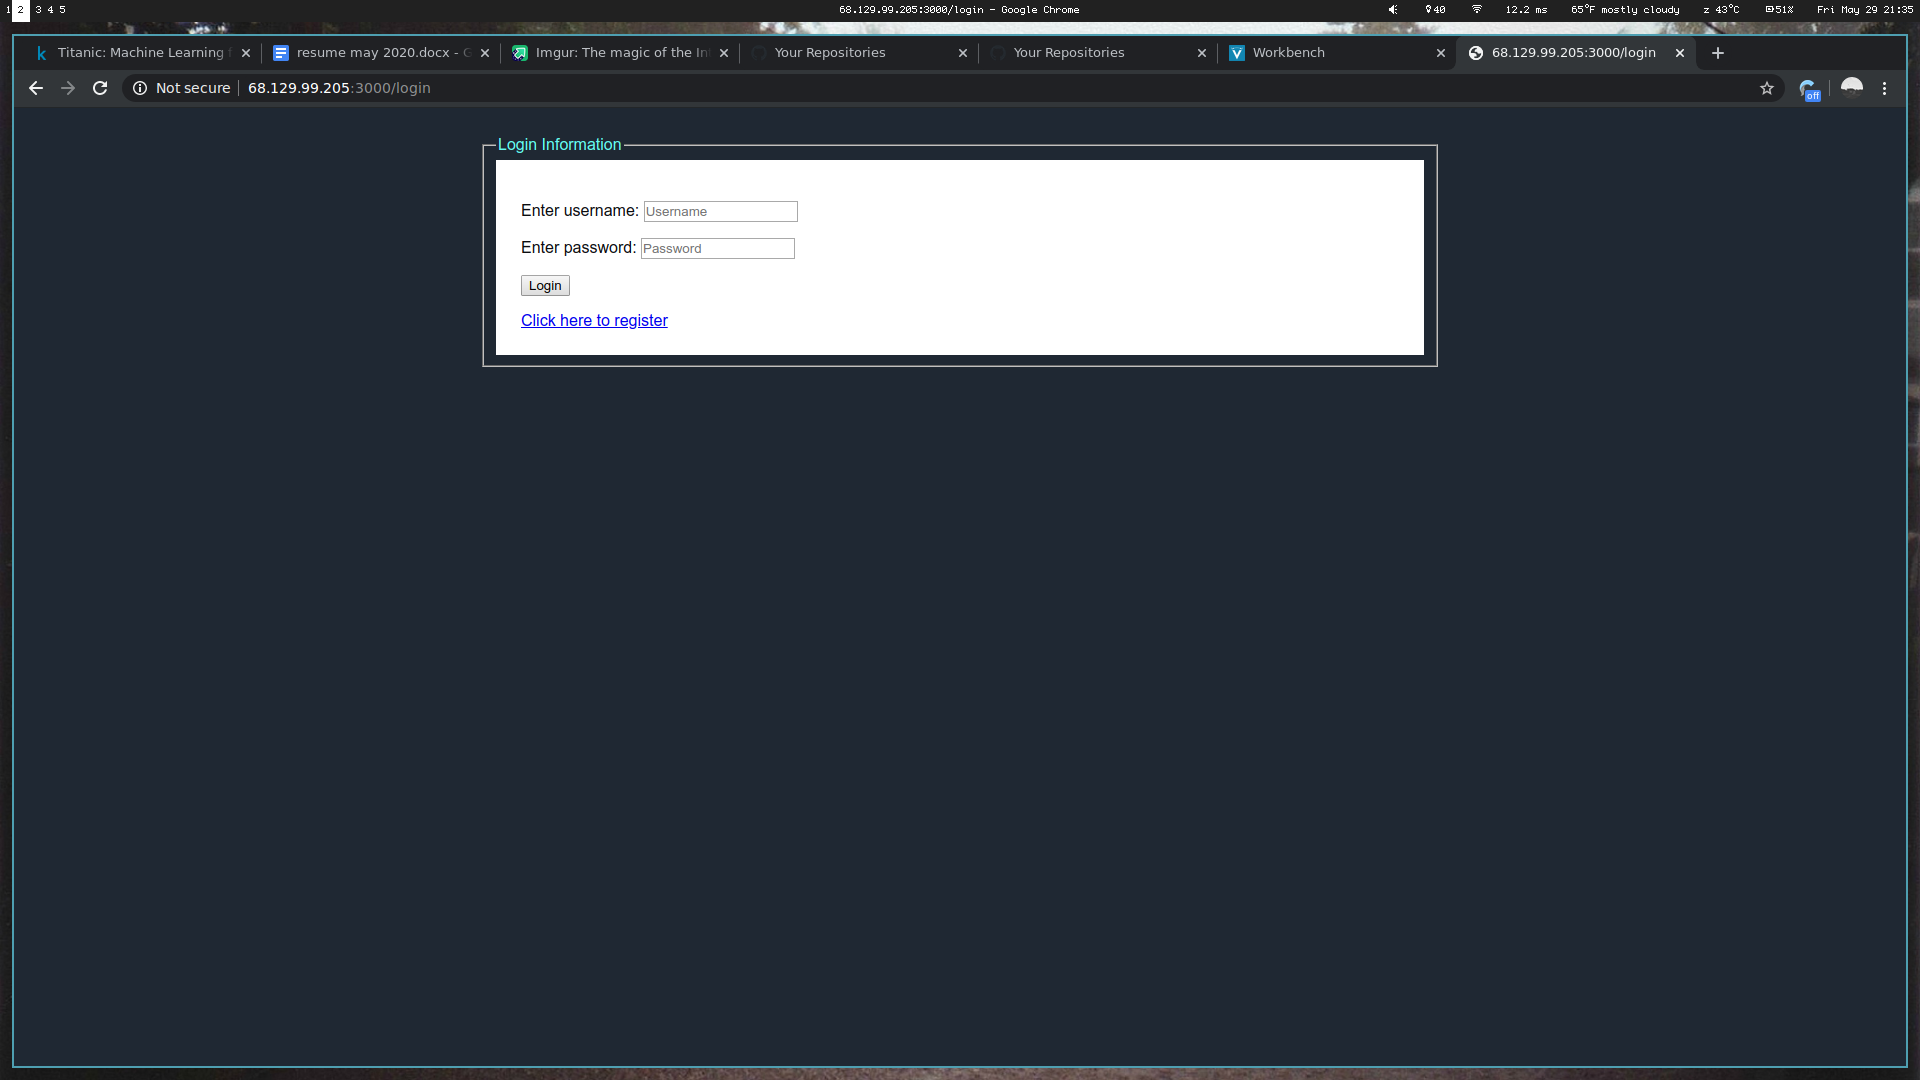 1 2 3 4 5
68.129.99.205:3000/login - Google Chrome
40
12.2 ms
65°F mostly cloudy
z 43°C
51%
Fri May 29 21:35
Titanic: Machine Learning
resume may 2020.docx - G
Imgur: The magic of the In
Your Repositories
Your Repositories
Workbench
68.129.99.205:3000/login
Not secure
68.129.99.205:3000/login
off
Login Information
Enter username: Username
Enter password: Password
Login
Click here to register